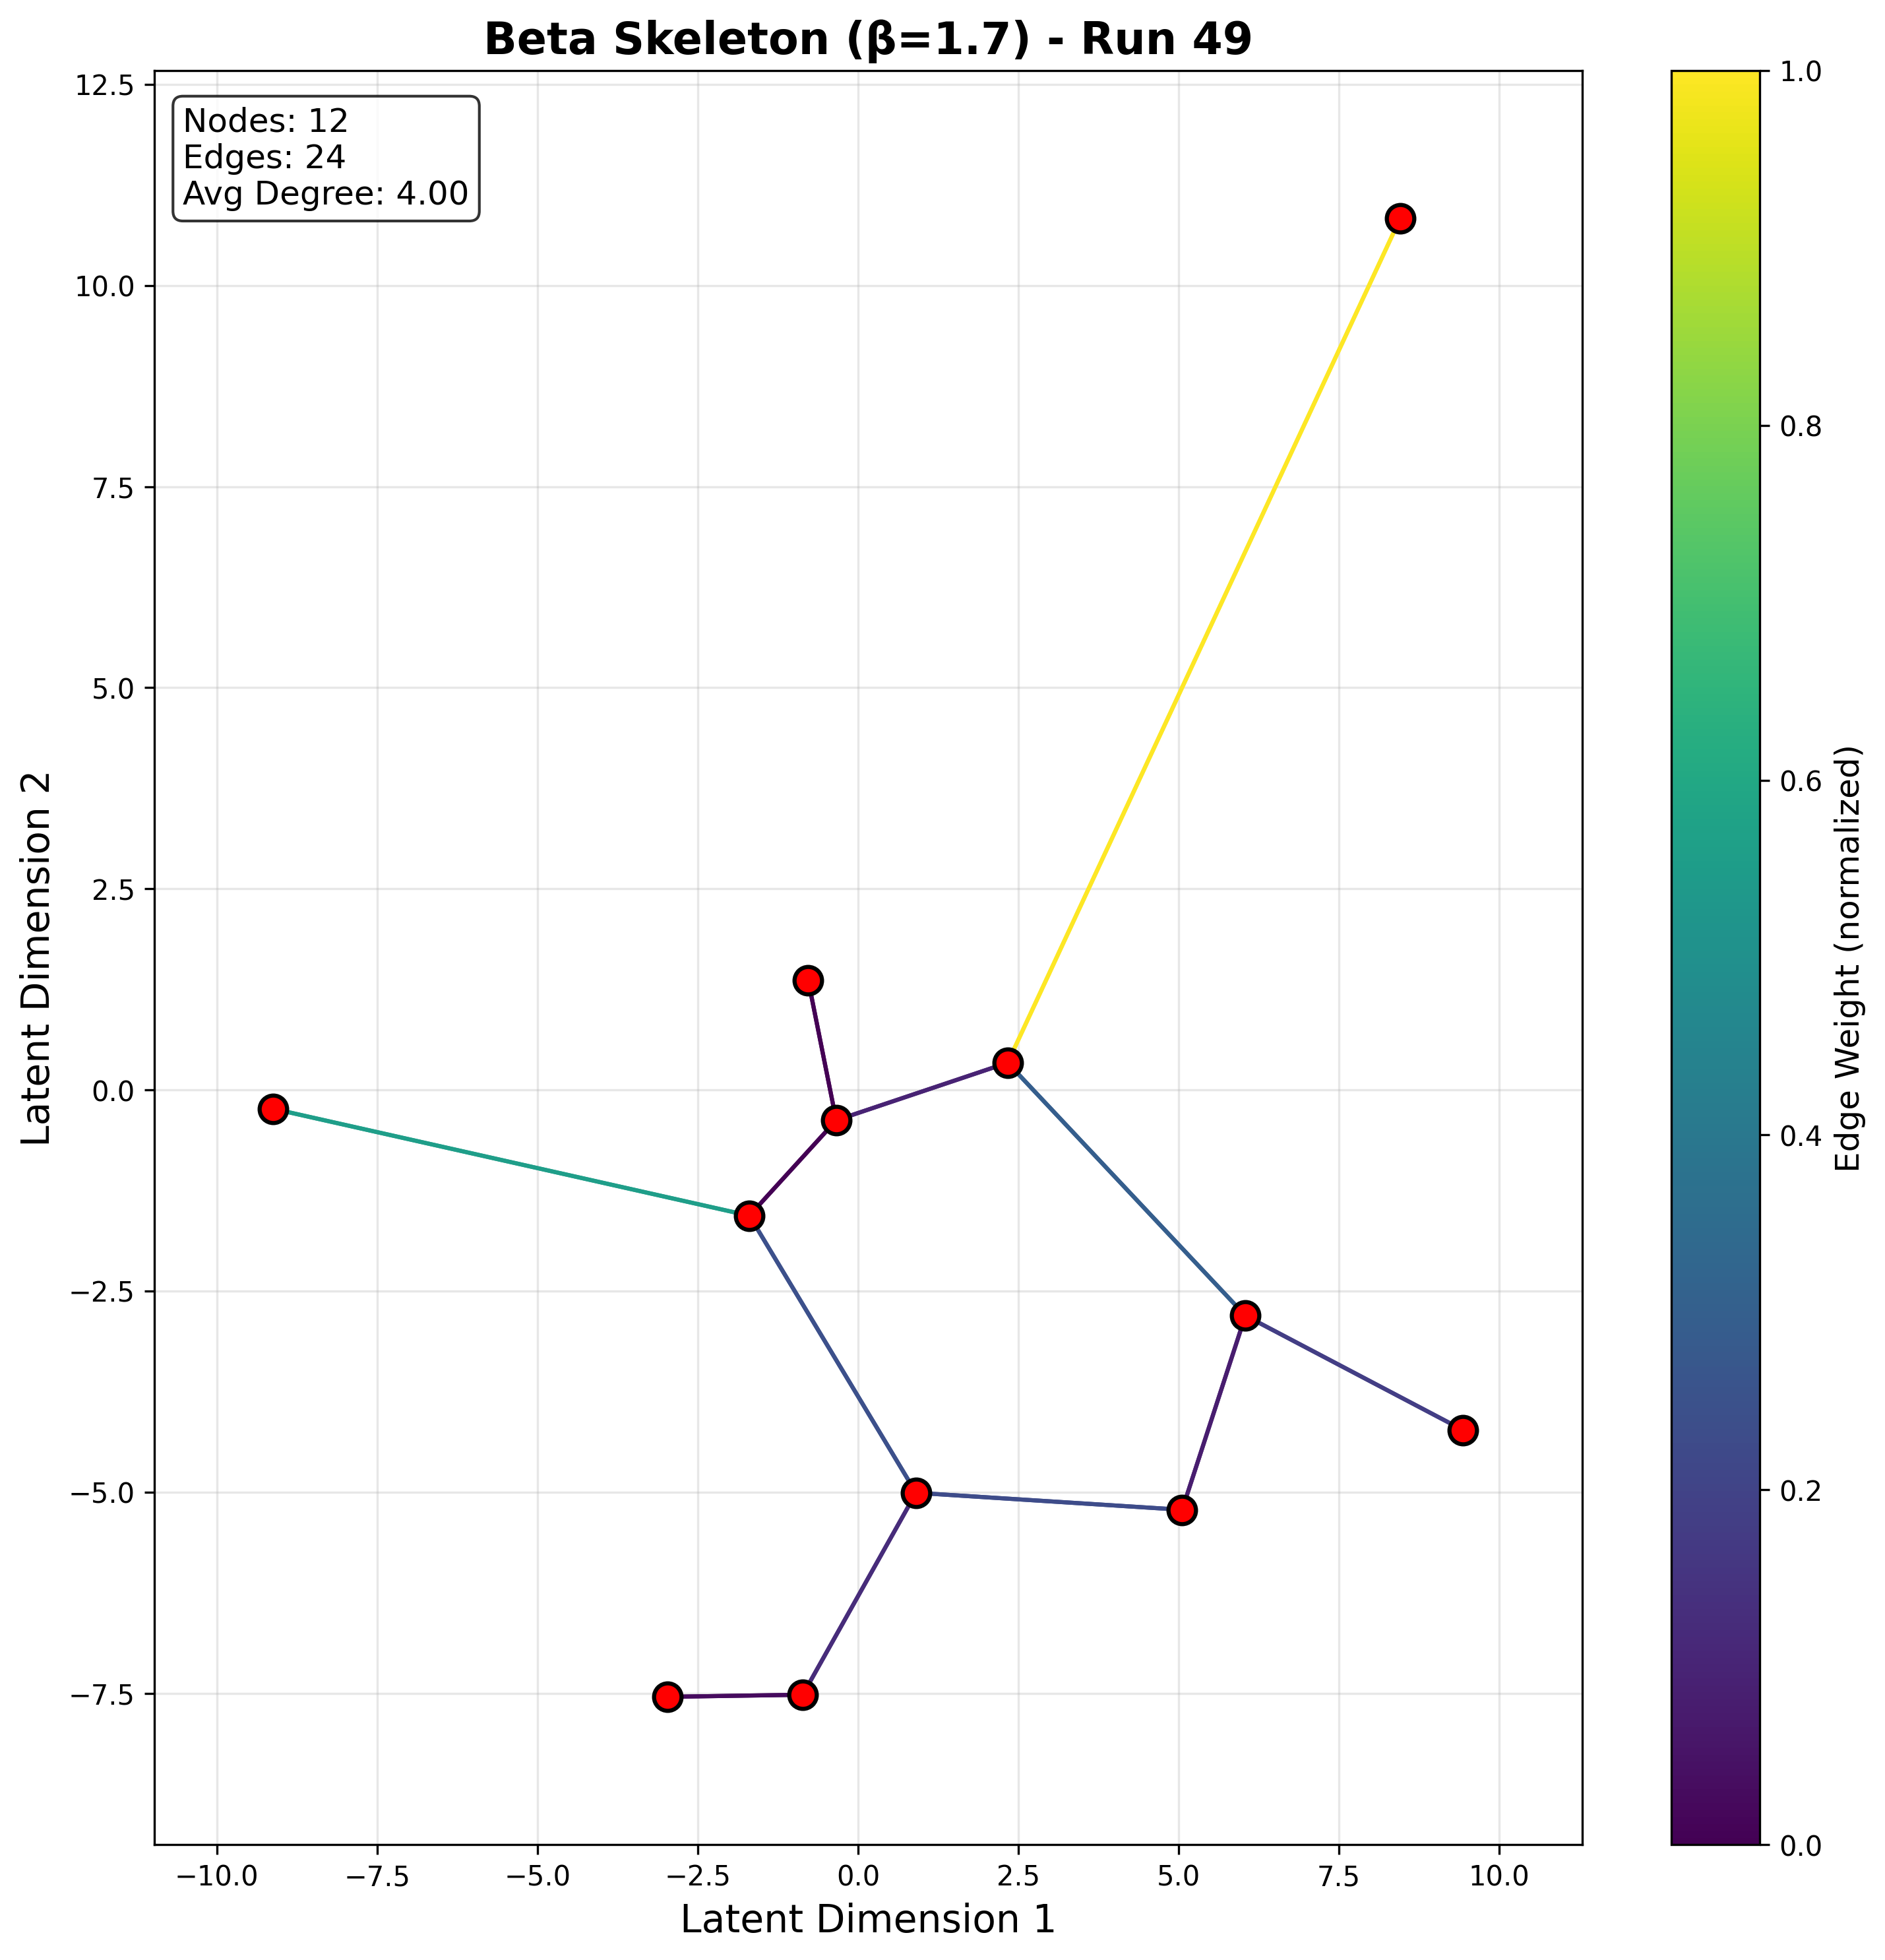 Beta Skeleton (β=1.7) - Run 49
Nodes: 12
Edges: 24
Avg Degree: 4.00
12.5
10.0
7.5
5.0
2.5
0.0
−2.5
−5.0
−7.5
Latent Dimension 2
−10.0 −7.5 −5.0 −2.5 0.0 2.5 5.0 7.5 10.0
Latent Dimension 1
1.0
0.8
0.6
0.4
0.2
0.0
Edge Weight (normalized)